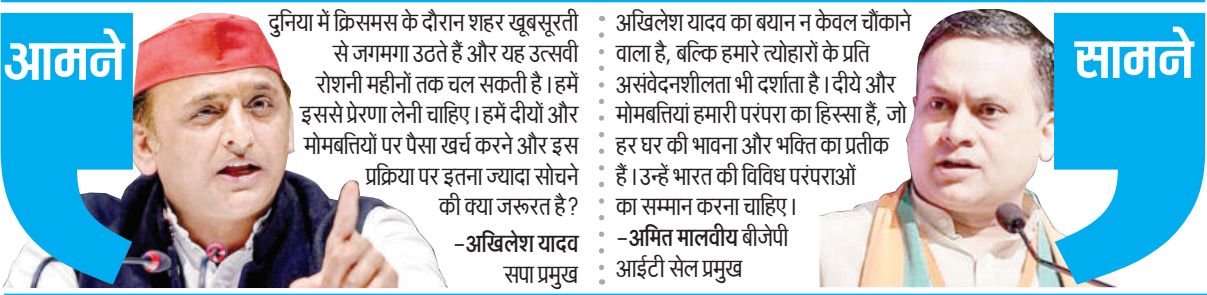 आमने
दुनिया में क्रिसमस के दौरान शहर खूबसूरती
से जगमगा उठते हैं और यह उत्सवी
रोशनी महीनों तक चल सकती है। हमें
इससे प्रेरणा लेनी चाहिए। हमें दीयों और
मोमबत्तियों पर पैसा खर्च करने और इस
प्रक्रिया पर इतना ज्यादा सोचने
की क्या जरूरत है?
-अखिलेश यादव
सपा प्रमुख
अखिलेश यादव का बयान न केवल चौंकाने
वाला है, बल्कि हमारे त्योहारों के प्रति
असंवेदनशीलता भी दर्शाता है। दीये और
मोमबत्तियां हमारी परंपरा का हिस्सा हैं, जो
हर घर की भावना और भक्ति का प्रतीक
हैं। उन्हें भारत की विविध परंपराओं
का सम्मान करना चाहिए।
-अमित मालवीय बीजेपी
आईटी सेल प्रमुख
सामने